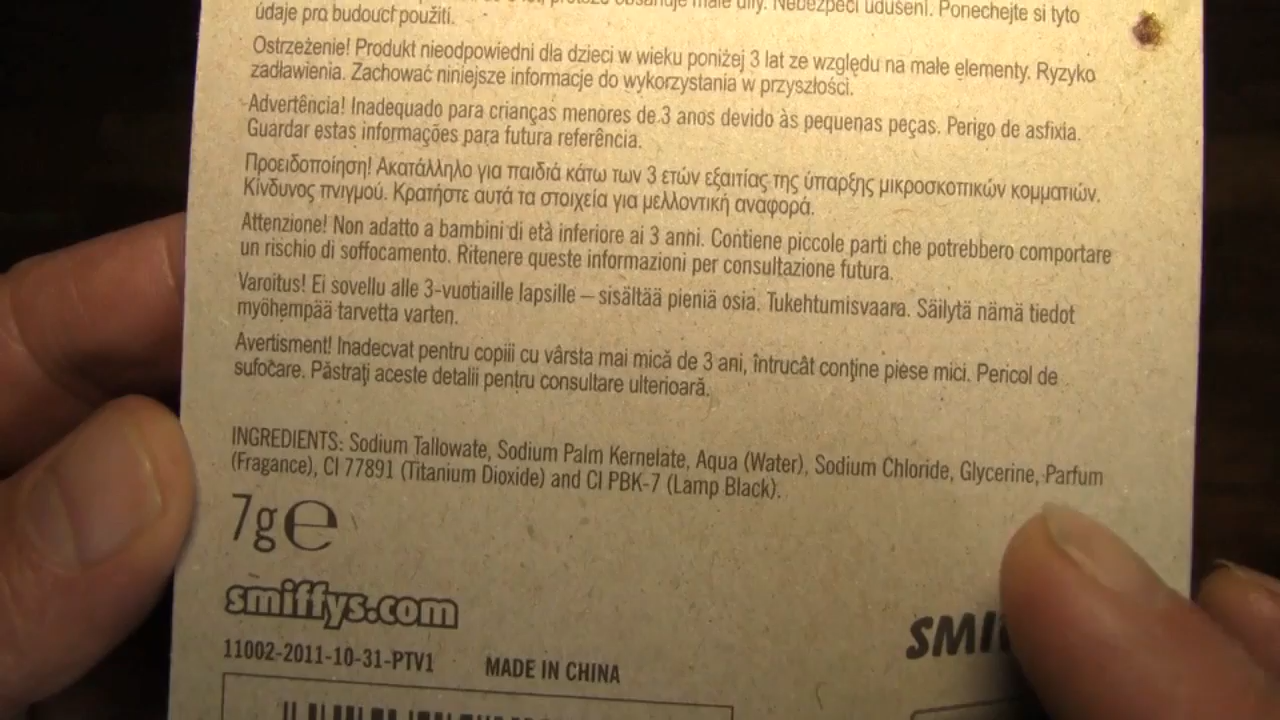 obsahuje malé díly. Nebezpečí udušení. Ponechejte si tyto
údaje pro budoucí použití.
Ostrzeżenie! Produkt nieodpowiedni dla dzieci w wieku poniżej 3 lat ze względu na małe elementy. Ryzyko
zadławienia. Zachować niniejsze informacje do wykorzystania w przyszłości.
Advertência! Inadequado para crianças menores de 3 anos devido às pequenas peças. Perigo de asfixia.
Guardar estas informações para futura referência.
Προειδοποίηση! Ακατάλληλο για παιδιά κάτω των 3 ετών εξαιτίας της ύπαρξης μικροσκοπικών κομματιών.
Κίνδυνος πνιγμού. Κρατήστε αυτά τα στοιχεία για μελλοντική αναφορά.
Attenzione! Non adatto a bambini di età inferiore ai 3 anni. Contiene piccole parti che potrebbero comportare
un rischio di soffocamento. Ritenere queste informazioni per consultazione futura.
Varoitus! Ei sovellu alle 3-vuotiaille lapsille – sisältää pieniä osia. Tukehtumisvaara. Säilytä nämä tiedot
myöhempää tarvetta varten.
Avertisment! Inadecvat pentru copiii cu vârsta mai mică de 3 ani, întrucât conţine piese mici. Pericol de
sufocare. Păstraţi aceste detalii pentru consultare ulterioară.
INGREDIENTS: Sodium Tallowate, Sodium Palm Kernelate, Aqua (Water), Sodium Chloride, Glycerine, Parfum
(Fragance), CI 77891 (Titanium Dioxide) and CI PBK-7 (Lamp Black).
7g℮
smiffys.com
11002-2011-10-31-PTV1 MADE IN CHINA